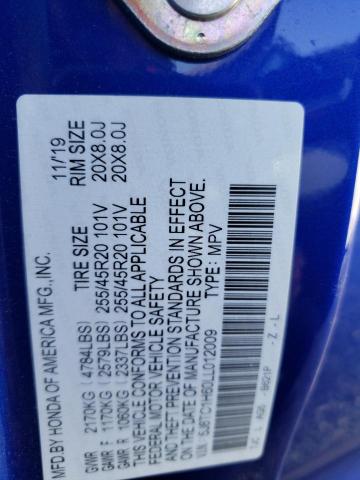 MFD.BY HONDA OF AMERICA MFG.,INC. 11/19
TIRE SIZE RIM SIZE
GVWR 2170KG (4784LBS)
GAWR F 1170KG (2579LBS) 255/45R20 101V 20X8.0J
GAWR R 1060KG (2337LBS) 255/45R20 101V 20X8.0J
THIS VEHICLE CONFORMS TO ALL APPLICABLE
FEDERAL MOTOR VEHICLE SAFETY
AND THEFT PREVENTION STANDARDS IN EFFECT
ON THE DATE OF MANUFACTURE SHOWN ABOVE.
V.I.N: 5J8TC1H60LL012009 TYPE: MPV
- Z - L